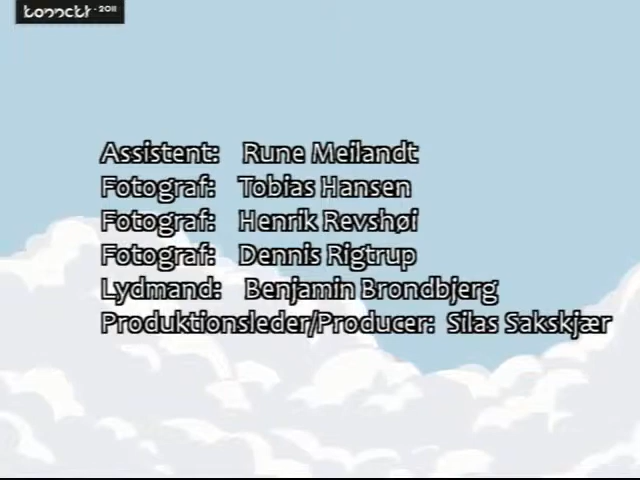 Assistent: Rune Meilandt
Fotograf: Tobias Hansen
Fotograf: Henrik Revshøi
Fotograf: Dennis Rigtrup
Lydmand: Benjamin Brondbjerg
Produktionsleder/Producer: Silas Sakskjær